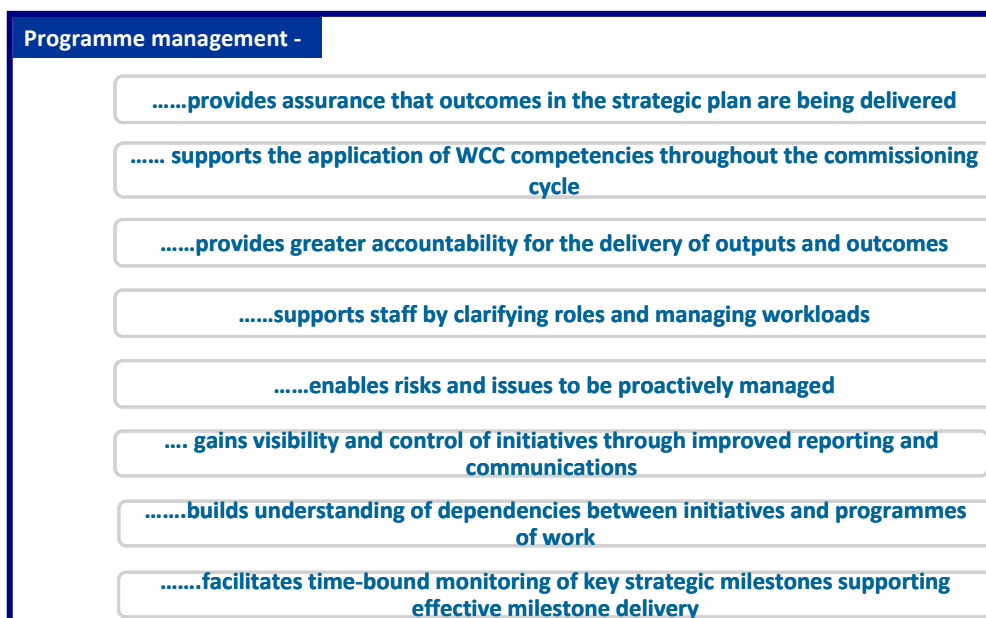 Programme management -
......provides assurance that outcomes in the strategic plan are being delivered
...... supports the application of WCC competencies throughout the commissioning
cycle
......provides greater accountability for the delivery of outputs and outcomes
......supports staff by clarifying roles and managing workloads
......enables risks and issues to be proactively managed
.... gains visibility and control of initiatives through improved reporting and
communications
.......builds understanding of dependencies between initiatives and programmes
of work
.......facilitates time-bound monitoring of key strategic milestones supporting
effective milestone delivery